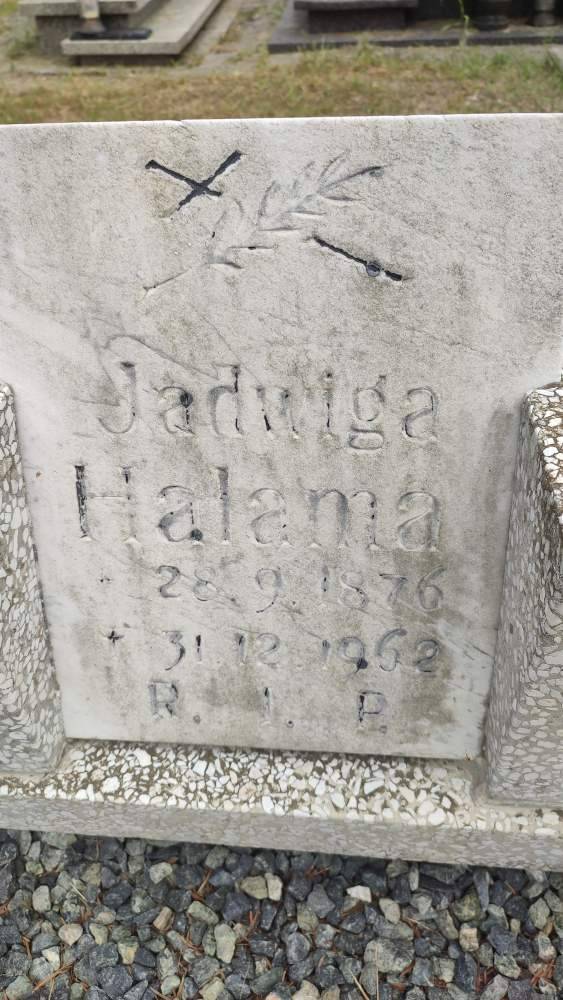 Jadwiga
Halama
* 28.9.1876
† 31.12.1962
R. I. P.